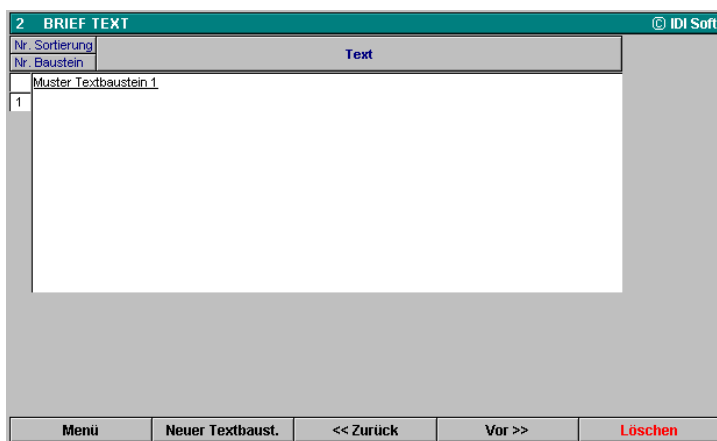 2 BRIEF TEXT © IDI Soft
Nr. Sortierung
Nr. Baustein
Text
Muster Textbaustein 1
1
Menü Neuer Textbaust. << Zurück Vor >> Löschen